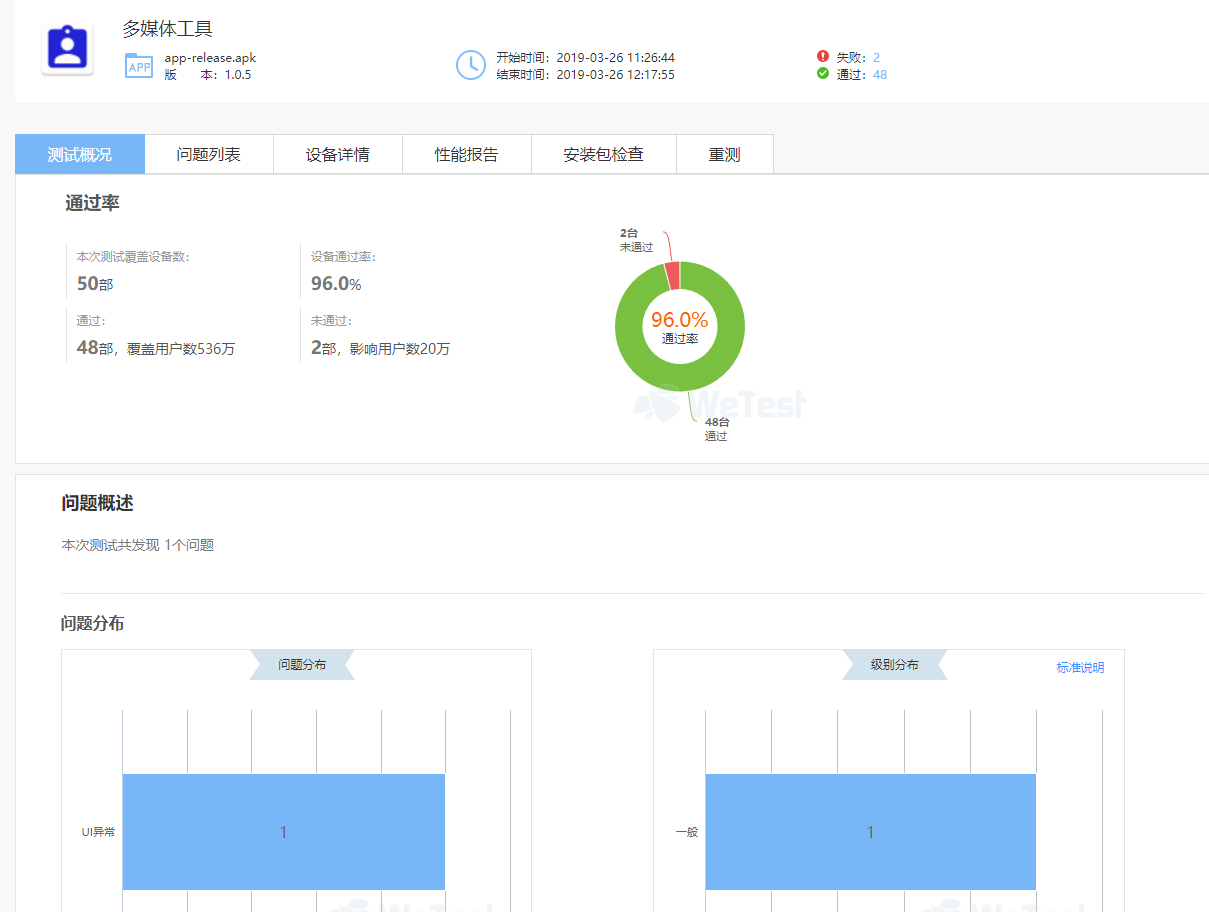 多媒体工具
APP
app-release.apk
版 本：1.0.5
开始时间：2019-03-26 11:26:44
结束时间：2019-03-26 12:17:55
失败：2
通过：48
测试概况
问题列表
设备详情
性能报告
安装包检查
重测
通过率
本次测试覆盖设备数:
50部
设备通过率:
96.0%
通过:
48部，覆盖用户数536万
未通过:
2部，影响用户数20万
2台
未通过
96.0%
通过率
WeTest
48台
通过
问题概述
本次测试共发现 1个问题
问题分布
问题分布
UI异常
1
级别分布
标准说明
一般
1
WeTest
WeTest